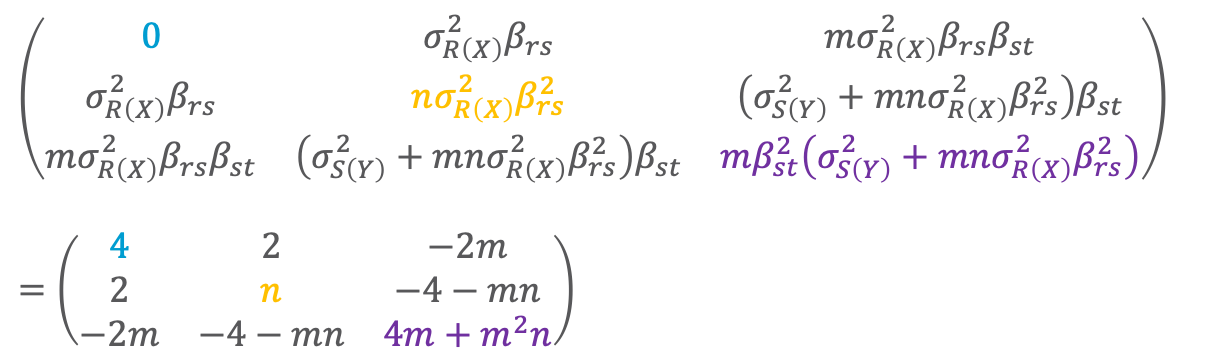 0 σ²_{R(X)}β_{rs} mσ²_{R(X)}β_{rs}β_{st}
σ²_{R(X)}β_{rs} nσ²_{R(X)}β²_{rs} (σ²_{S(Y)} + mnσ²_{R(X)}β²_{rs})β_{st}
mσ²_{R(X)}β_{rs}β_{st} (σ²_{S(Y)} + mnσ²_{R(X)}β²_{rs})β_{st} mβ²_{st}(σ²_{S(Y)} + mnσ²_{R(X)}β²_{rs})
4 2 −2m
= 2 n −4 − mn
−2m −4 − mn 4m + m²n